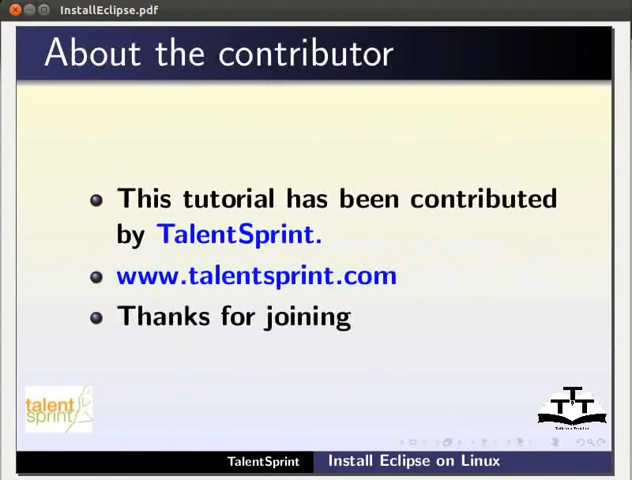 InstallEclipse.pdf
About the contributor
This tutorial has been contributed
by TalentSprint.
www.talentsprint.com
Thanks for joining
talent
sprint
TTT
TalentSprint Install Eclipse on Linux